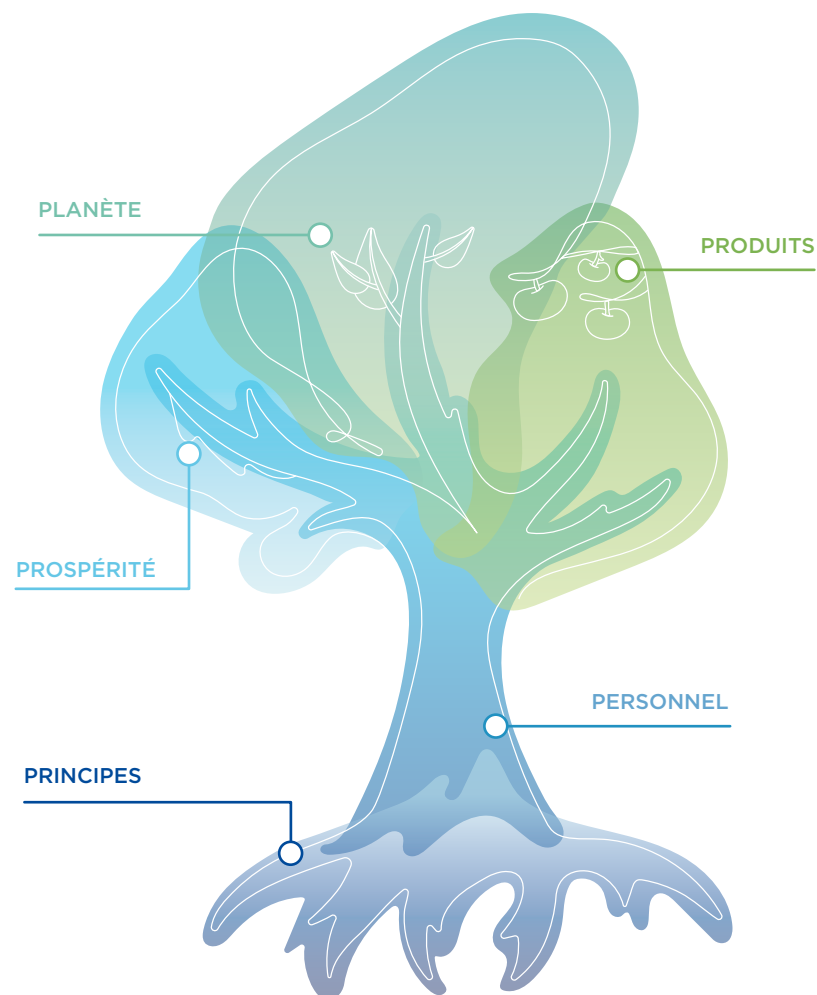 PLANÈTE
PRODUITS
PROSPÉRITÉ
PERSONNEL
PRINCIPES